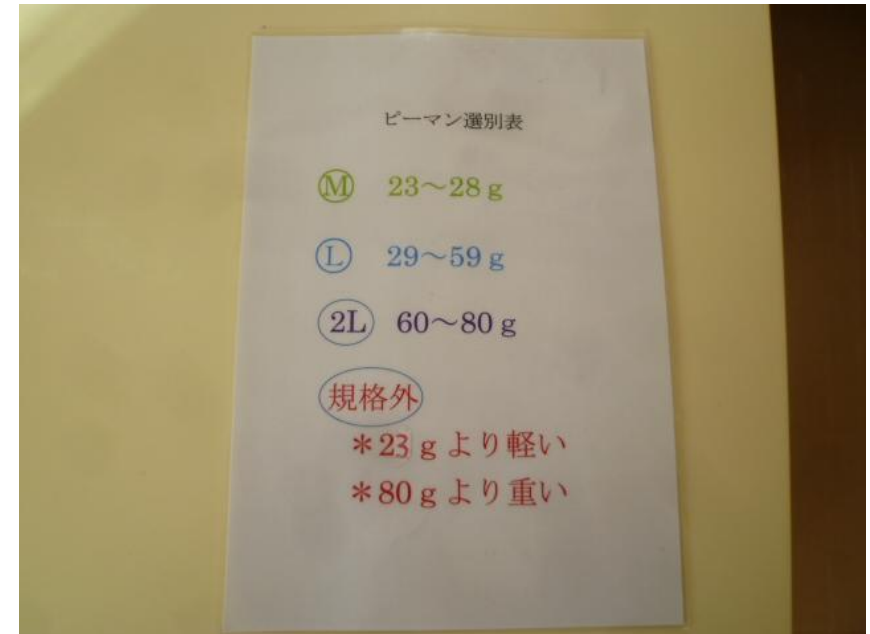 ピーマン選別表
Ⓜ 23～28g
Ⓛ 29～59g
2L 60～80g
規格外
＊23gより軽い
＊80gより重い